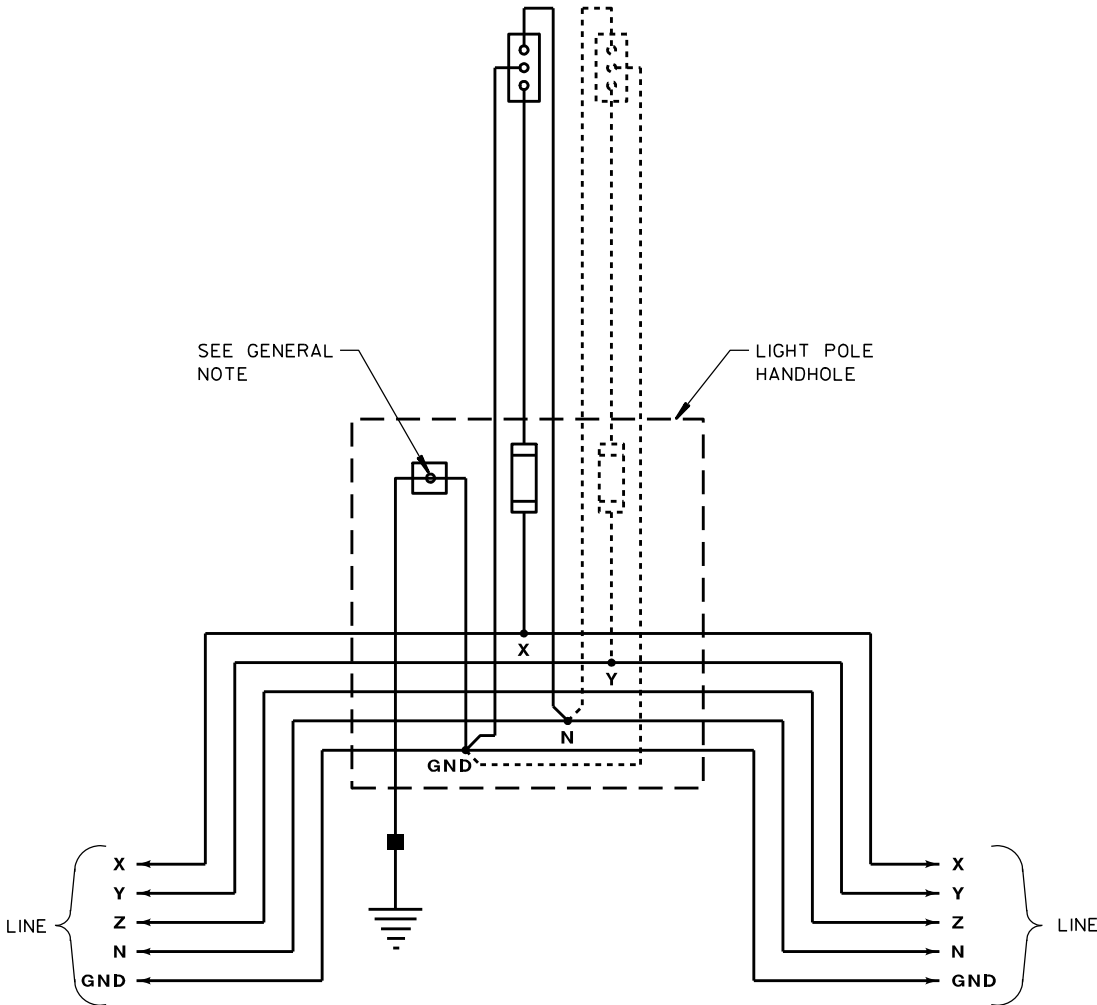 SEE GENERAL
NOTE
LIGHT POLE
HANDHOLE
X
Y
N
GND
LINE
X
Y
Z
N
GND
X
Y
Z
N
GND
LINE